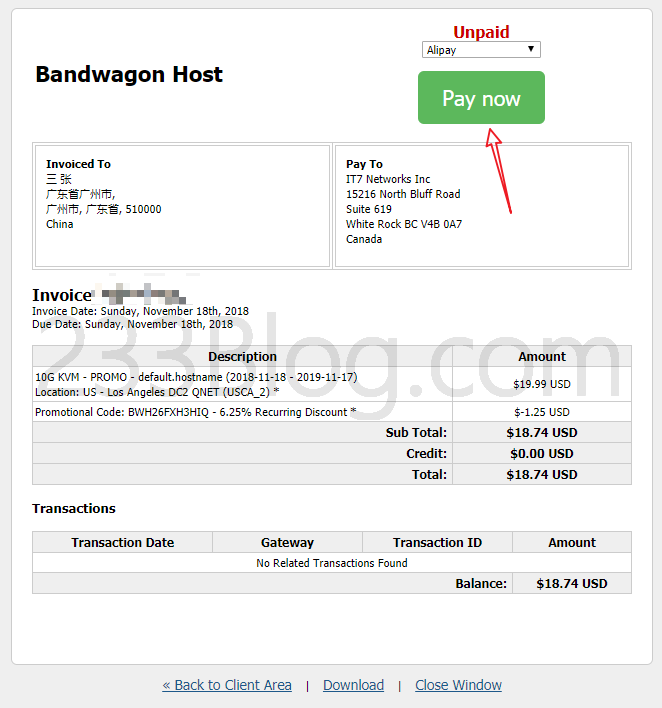 Unpaid
Alipay
Bandwagon Host
Pay now
Invoiced To
三 张
广东省广州市,
广州市, 广东省, 510000
China
Pay To
IT7 Networks Inc
15216 North Bluff Road
Suite 619
White Rock BC V4B 0A7
Canada
Invoice
Invoice Date: Sunday, November 18th, 2018
Due Date: Sunday, November 18th, 2018
233Blog.com
Description Amount
10G KVM - PROMO - default.hostname (2018-11-18 - 2019-11-17)
Location: US - Los Angeles DC2 QNET (USCA_2) *
$19.99 USD
Promotional Code: BWH26FXH3HIQ - 6.25% Recurring Discount * $-1.25 USD
Sub Total: $18.74 USD
Credit: $0.00 USD
Total: $18.74 USD
Transactions
Transaction Date Gateway Transaction ID Amount
No Related Transactions Found
Balance: $18.74 USD
« Back to Client Area | Download | Close Window